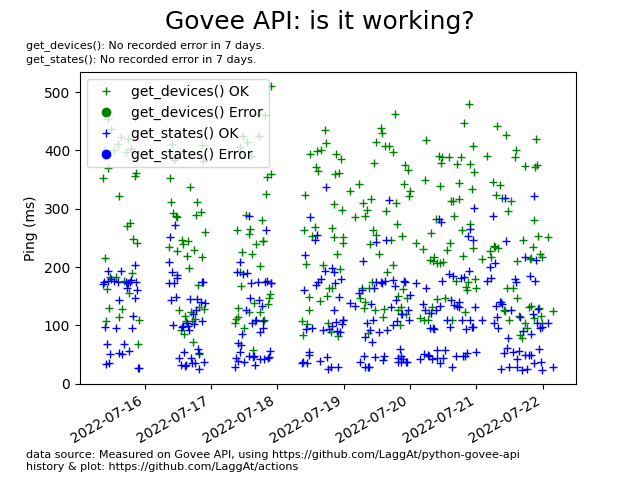 Govee API: is it working?
get_devices(): No recorded error in 7 days.
get_states(): No recorded error in 7 days.
get_devices() OK
get_devices() Error
get_states() OK
get_states() Error
Ping (ms)
500
400
300
200
100
0
2022-07-16
2022-07-17
2022-07-18
2022-07-19
2022-07-20
2022-07-21
2022-07-22
data source: Measured on Govee API, using https://github.com/LaggAt/python-govee-api
history & plot: https://github.com/LaggAt/actions